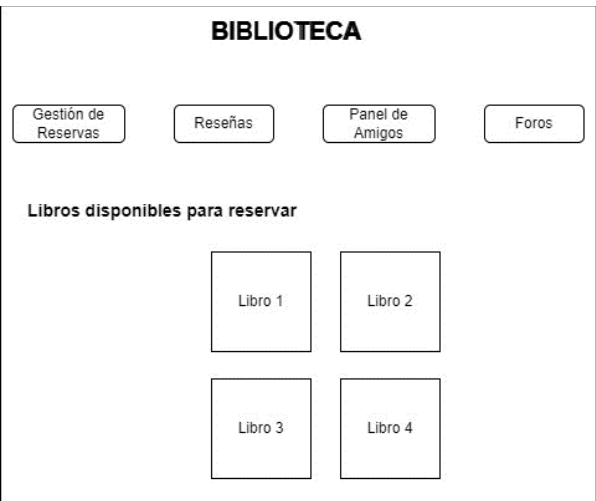 BIBLIOTECA
Gestión de
Reservas
Reseñas
Panel de
Amigos
Foros
Libros disponibles para reservar
Libro 1
Libro 2
Libro 3
Libro 4